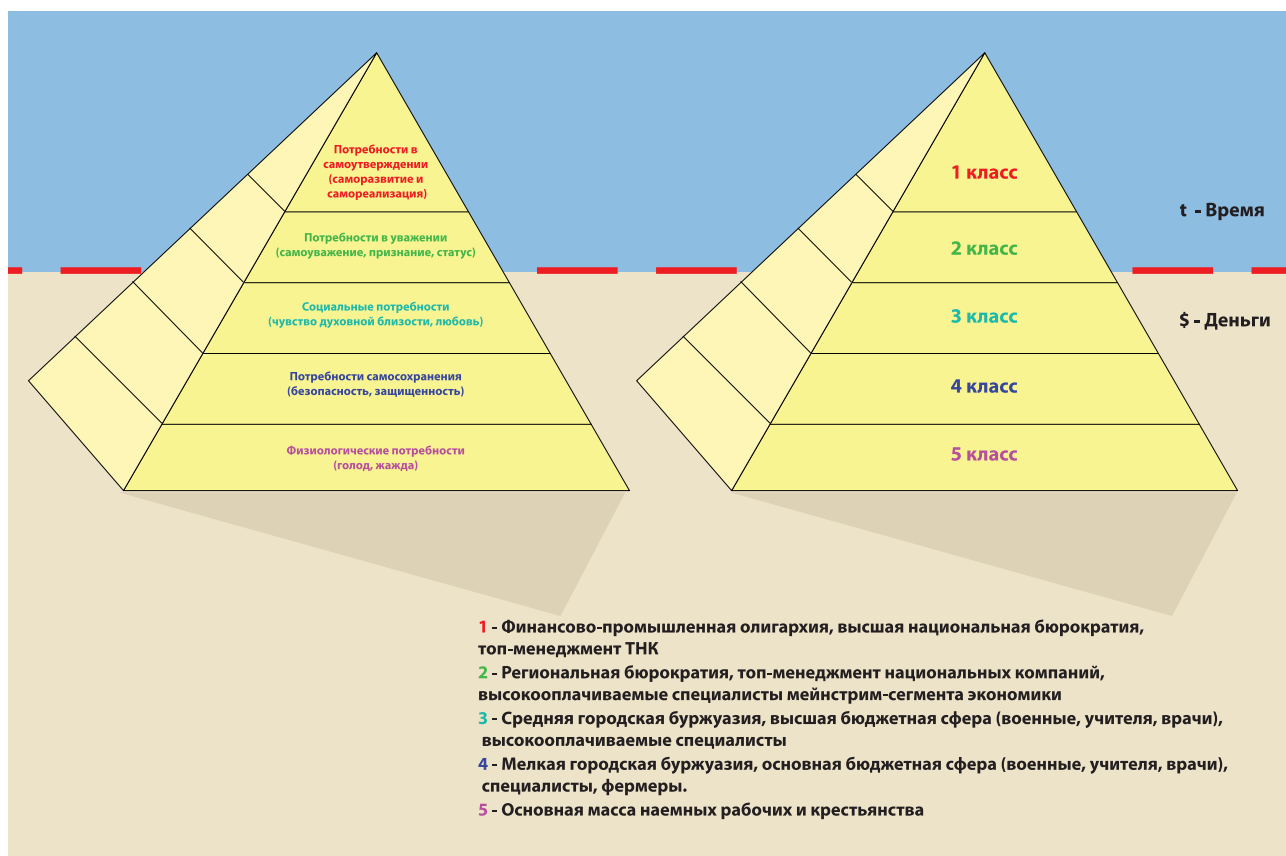 Потребности в
самоутверждении
(саморазвитие и
самореализация)
Потребности в уважении
(самоуважение, признание, статус)
Социальные потребности
(чувство духовной близости, любовь)
Потребности самосохранения
(безопасность, защищенность)
Физиологические потребности
(голод, жажда)
1 класс
2 класс
3 класс
4 класс
5 класс
t - Время
$ - Деньги
1 - Финансово-промышленная олигархия, высшая национальная бюрократия,
топ-менеджмент ТНК
2 - Региональная бюрократия, топ-менеджмент национальных компаний,
высокооплачиваемые специалисты мейнстрим-сегмента экономики
3 - Средняя городская буржуазия, высшая бюджетная сфера (военные, учителя, врачи),
высокооплачиваемые специалисты
4 - Мелкая городская буржуазия, основная бюджетная сфера (военные, учителя, врачи),
специалисты, фермеры.
5 - Основная масса наемных рабочих и крестьянства